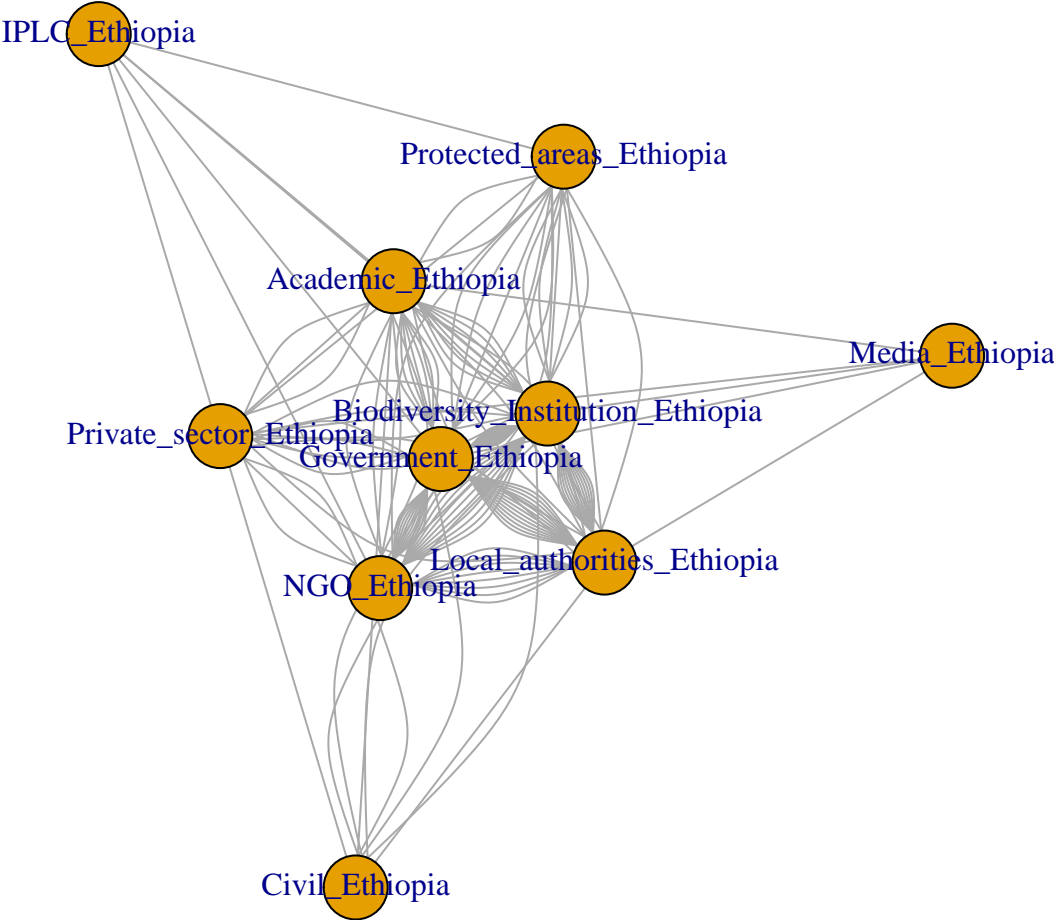 IPLC_Ethiopia
Protected_areas_Ethiopia
Academic_Ethiopia
Media_Ethiopia
Biodiversity_Institution_Ethiopia
Private_sector_Ethiopia
Government_Ethiopia
Local_authorities_Ethiopia
NGO_Ethiopia
Civil_Ethiopia